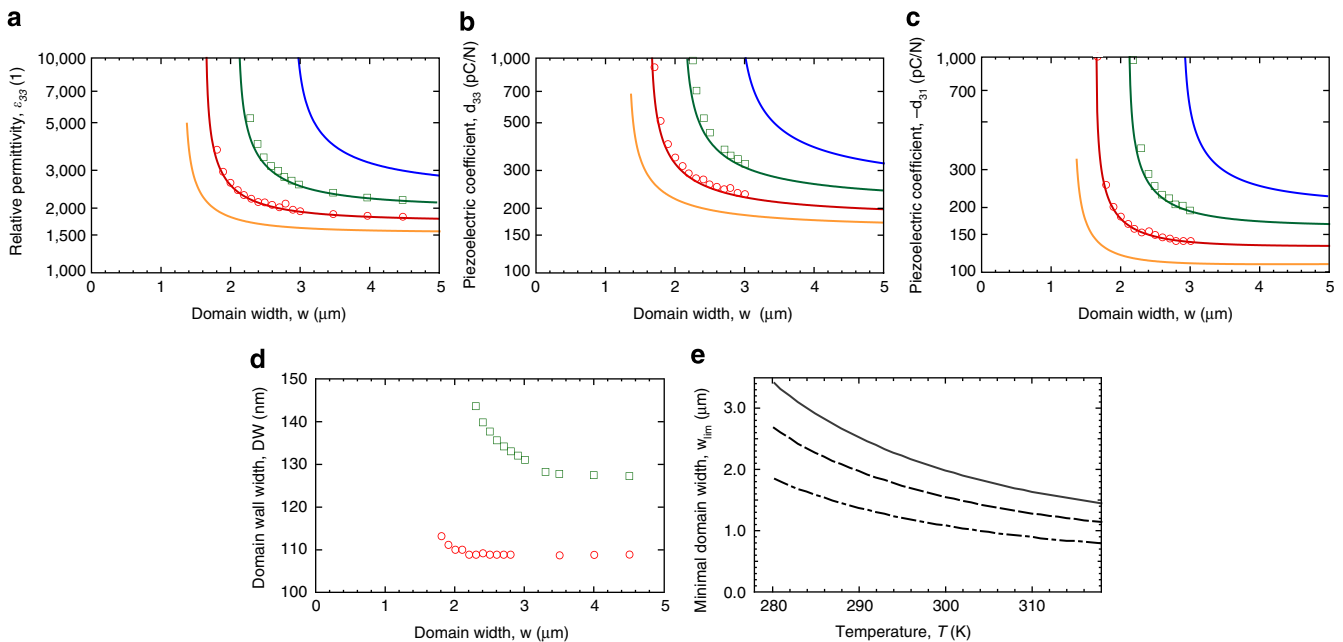 a
Relative permittivity, ε33 (1)
10,000
7,000
5,000
3,000
2,000
1,500
1,000
0 1 2 3 4 5
Domain width, w (μm)
b
Piezoelectric coefficient, d33 (pC/N)
1,000
700
500
300
200
150
100
0 1 2 3 4 5
Domain width, w (μm)
c
Piezoelectric coefficient, –d31 (pC/N)
1,000
700
300
200
150
100
0 1 2 3 4 5
Domain width, w (μm)
d
Domain wall width, DW (nm)
150
140
130
120
110
100
0 1 2 3 4 5
Domain width, w (μm)
e
Minimal domain width, wlim (μm)
3.0
2.0
1.0
0.0
280 290 300 310
Temperature, T (K)